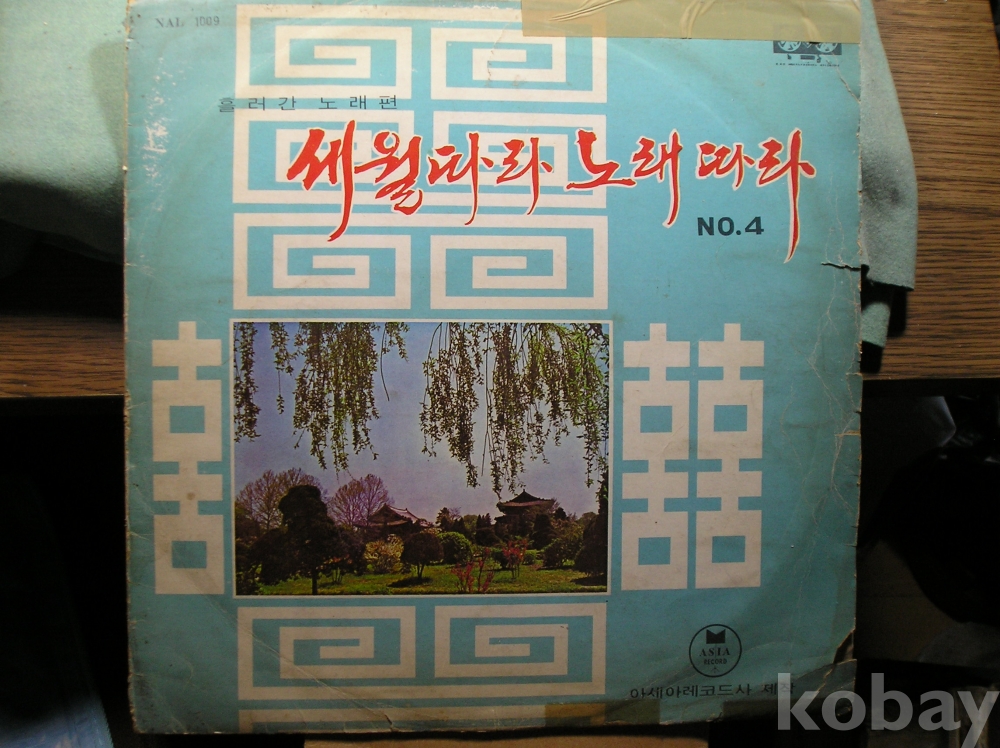 NAL 1009
흘러간 노래편
세월따라 노래따라
NO.4
ASIA
RECORD
아세아레코드사 제작
kobay